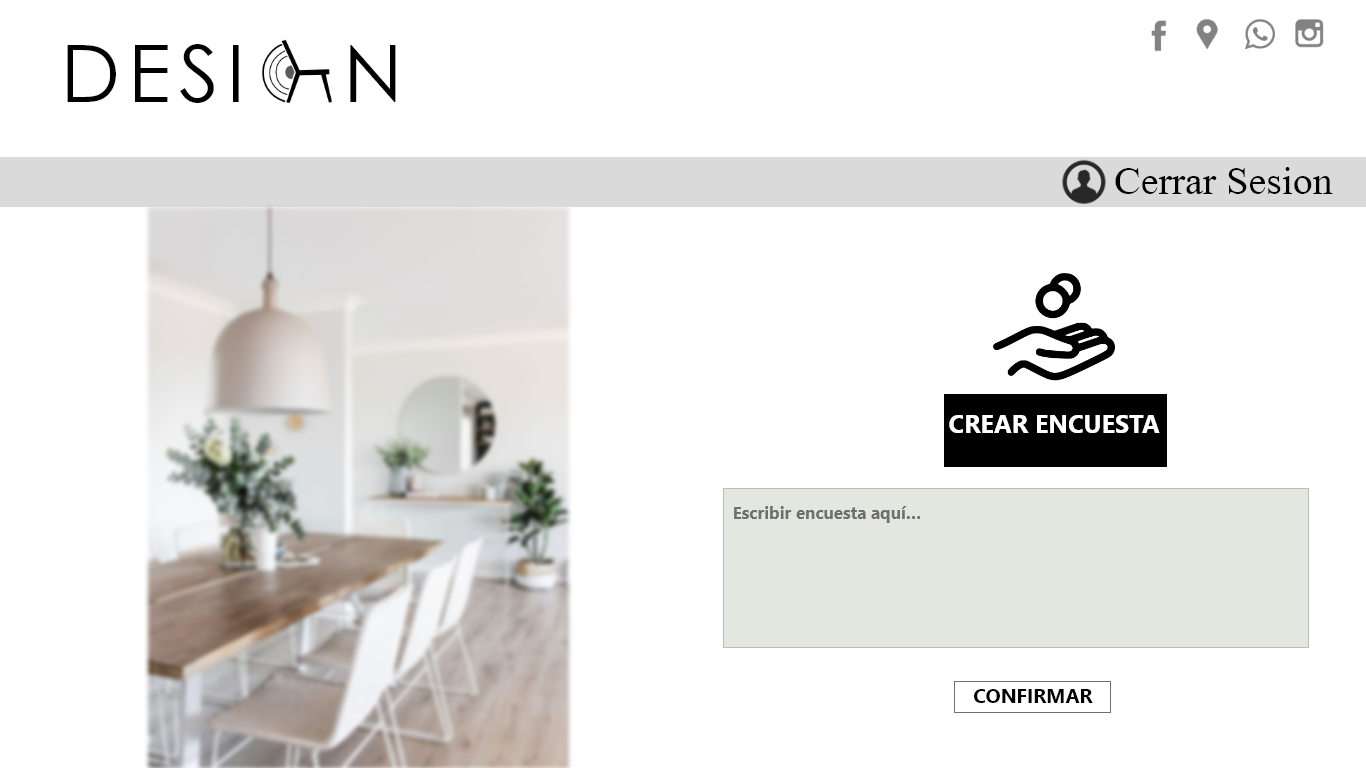 DESIGN
Cerrar Sesion
CREAR ENCUESTA
Escribir encuesta aquí...
CONFIRMAR